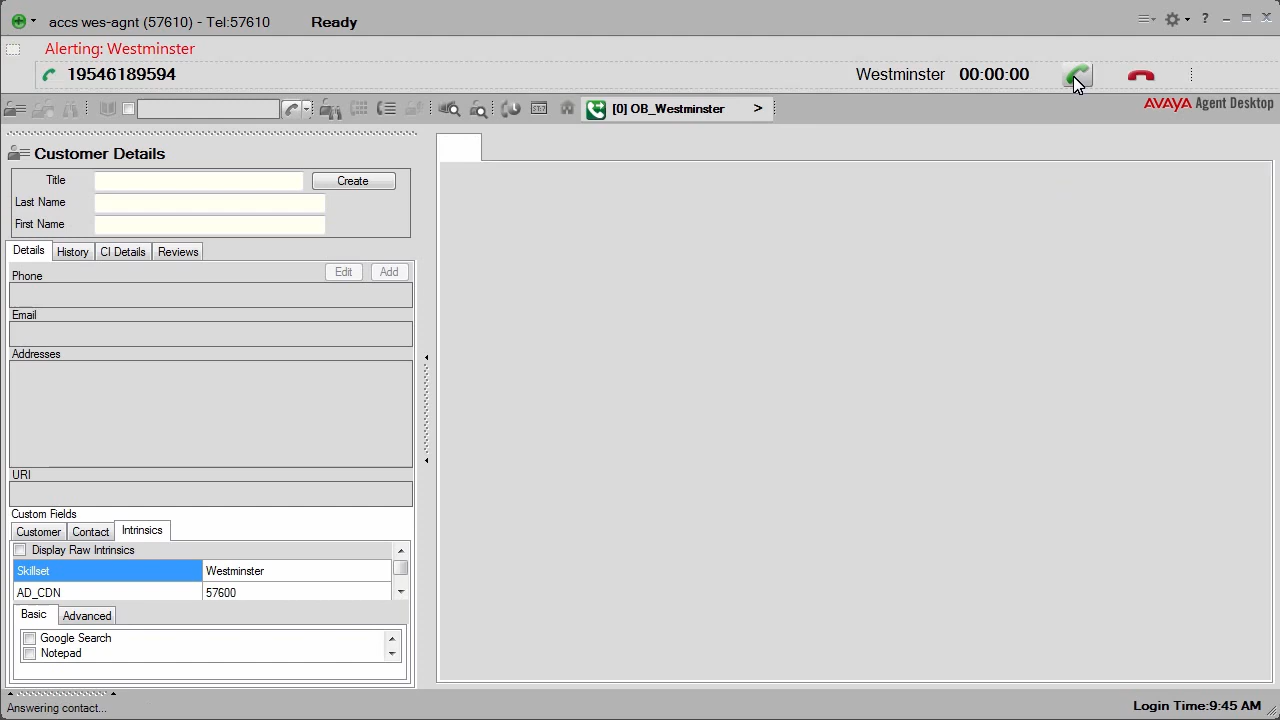 accs wes-agnt (57610) - Tel:57610 Ready
?
Alerting: Westminster
19546189594 Westminster 00:00:00
[0] OB_Westminster >
AVAYA Agent Desktop
Customer Details
Title Create
Last Name
First Name
Details History CI Details Reviews
Phone Edit Add
Email
Addresses
URI
Custom Fields
Customer Contact Intrinsics
Display Raw Intrinsics
Skillset Westminster
AD_CDN 57600
Basic Advanced
Google Search
Notepad
Answering contact... Login Time:9:45 AM